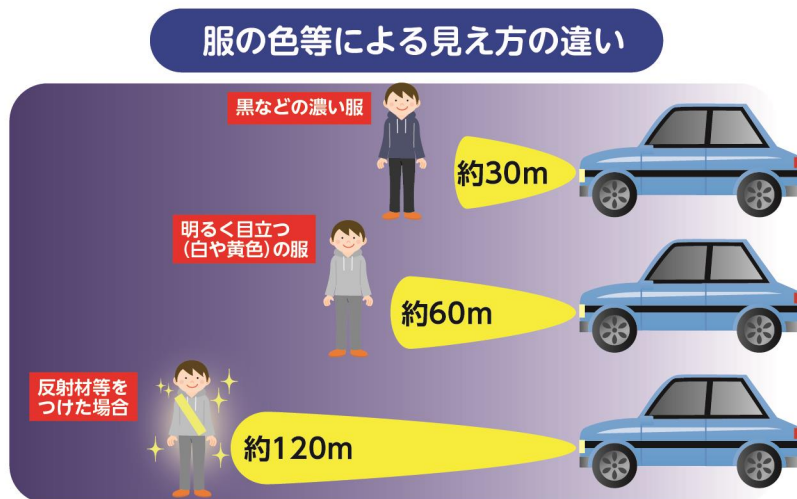 服の色等による見え方の違い
黒などの濃い服
約30m
明るく目立つ
(白や黄色)の服
約60m
反射材等を
つけた場合
約120m